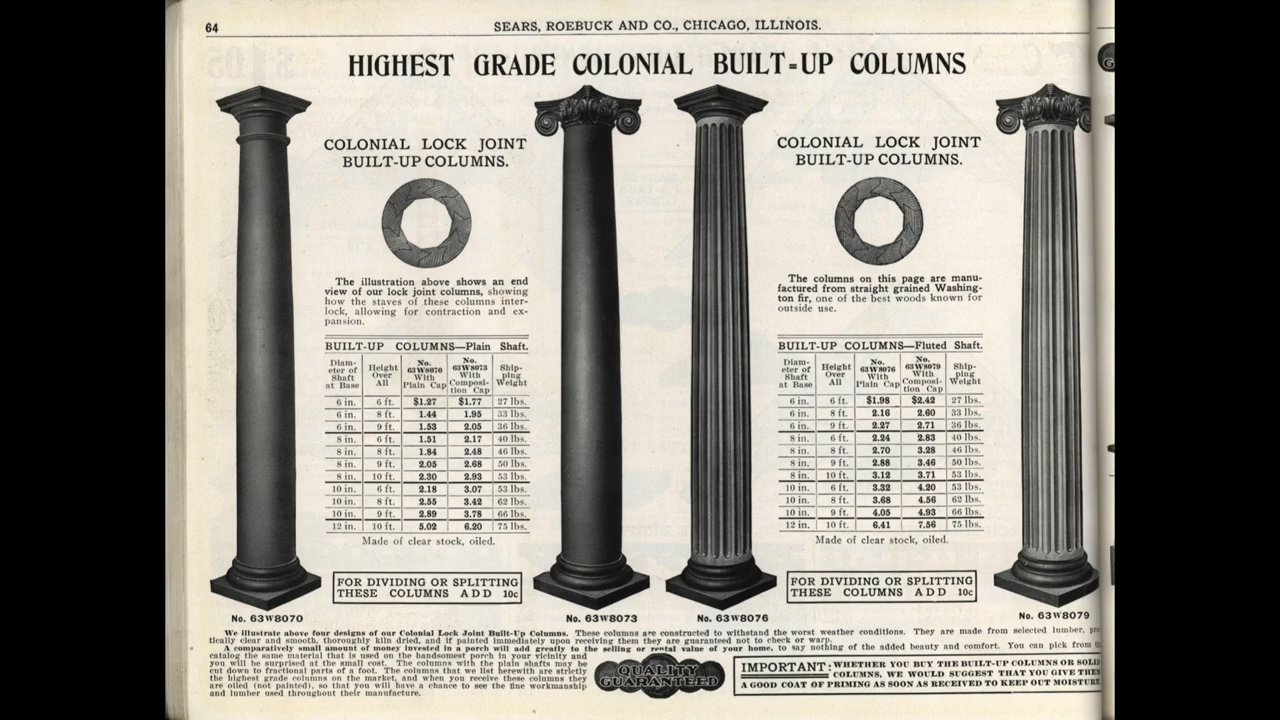 64
SEARS, ROEBUCK AND CO., CHICAGO, ILLINOIS.
HIGHEST GRADE COLONIAL BUILT-UP COLUMNS
COLONIAL LOCK JOINT
BUILT-UP COLUMNS.
The illustration above shows an end
view of our lock joint columns, showing
how the staves of these columns inter-
lock, allowing for contraction and ex-
pansion.
BUILT-UP COLUMNS—Plain Shaft.
Diam-
eter of
Shaft
at Base
Height
Over
All
No.
63W8070
With
Plain Cap
No.
63W8073
With
Composi-
tion Cap
Ship-
ping
Weight
6 in. 6 ft. $1.27 $1.77 27 lbs.
6 in. 8 ft. 1.44 1.95 33 lbs.
6 in. 9 ft. 1.53 2.05 36 lbs.
8 in. 6 ft. 1.51 2.17 40 lbs.
8 in. 8 ft. 1.84 2.48 46 lbs.
8 in. 9 ft. 2.05 2.68 50 lbs.
8 in. 10 ft. 2.30 2.93 53 lbs.
10 in. 6 ft. 2.18 3.07 53 lbs.
10 in. 8 ft. 2.55 3.42 62 lbs.
10 in. 9 ft. 2.89 3.78 66 lbs.
12 in. 10 ft. 5.02 6.20 75 lbs.
Made of clear stock, oiled.
FOR DIVIDING OR SPLITTING
THESE COLUMNS ADD 10c
COLONIAL LOCK JOINT
BUILT-UP COLUMNS.
The columns on this page are manu-
factured from straight grained Washing-
ton fir, one of the best woods known for
outside use.
BUILT-UP COLUMNS—Fluted Shaft.
Diam-
eter of
Shaft
at Base
Height
Over
All
No.
63W8076
With
Plain Cap
No.
63W8079
With
Composi-
tion Cap
Ship-
ping
Weight
6 in. 6 ft. $1.98 $2.42 27 lbs.
6 in. 8 ft. 2.16 2.60 33 lbs.
6 in. 9 ft. 2.27 2.71 36 lbs.
8 in. 6 ft. 2.24 2.83 40 lbs.
8 in. 8 ft. 2.70 3.28 46 lbs.
8 in. 9 ft. 2.88 3.46 50 lbs.
8 in. 10 ft. 3.12 3.71 53 lbs.
10 in. 6 ft. 3.32 4.20 53 lbs.
10 in. 8 ft. 3.68 4.56 62 lbs.
10 in. 9 ft. 4.05 4.93 66 lbs.
12 in. 10 ft. 6.41 7.56 75 lbs.
Made of clear stock, oiled.
FOR DIVIDING OR SPLITTING
THESE COLUMNS ADD 10c
No. 63W8070
No. 63W8073
No. 63W8076
No. 63W8079
We illustrate above four designs of our Colonial Lock Joint Built-Up Columns. These columns are constructed to withstand the worst weather conditions. They are made from selected lumber,
tically clear and smooth, thoroughly kiln dried, and if painted immediately upon receiving them they are guaranteed not to check or warp.
A comparatively small amount of money invested in a porch will add greatly to the selling or rental value of your home, to say nothing of the added beauty and comfort. You can pick from
catalog the same material that is used on the handsomest porch in your vicinity and
you will be surprised at the small cost. The columns with the plain shafts may be
cut down to fractional parts of a foot. The columns that we list herewith are strictly
the highest grade columns on the market, and when you receive these columns they
are oiled (not painted), so that you will have a chance to see the fine workmanship
and lumber used throughout their manufacture.
QUALITY
GUARANTEED
IMPORTANT: WHETHER YOU BUY THE BUILT-UP COLUMNS OR SOLID
COLUMNS, WE WOULD SUGGEST THAT YOU GIVE THEM
A GOOD COAT OF PRIMING AS SOON AS RECEIVED TO KEEP OUT MOISTURE